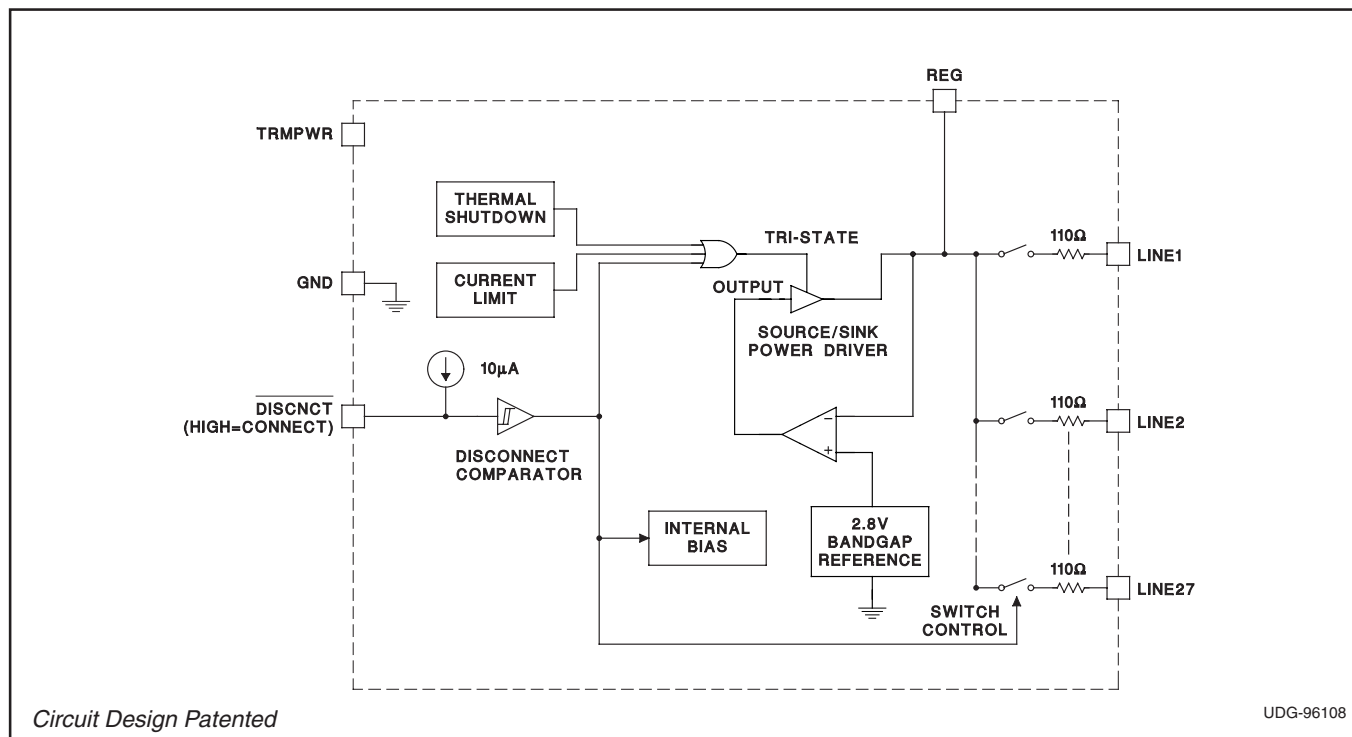 REG
TRMPWR
THERMAL
SHUTDOWN
TRI-STATE
110Ω
LINE1
GND
CURRENT
LIMIT
OUTPUT
SOURCE/SINK
POWER DRIVER
10µA
DISCNCT
(HIGH=CONNECT)
110Ω
LINE2
–
+
DISCONNECT
COMPARATOR
INTERNAL
BIAS
2.8V
BANDGAP
REFERENCE
110Ω
LINE27
SWITCH
CONTROL
Circuit Design Patented
UDG-96108